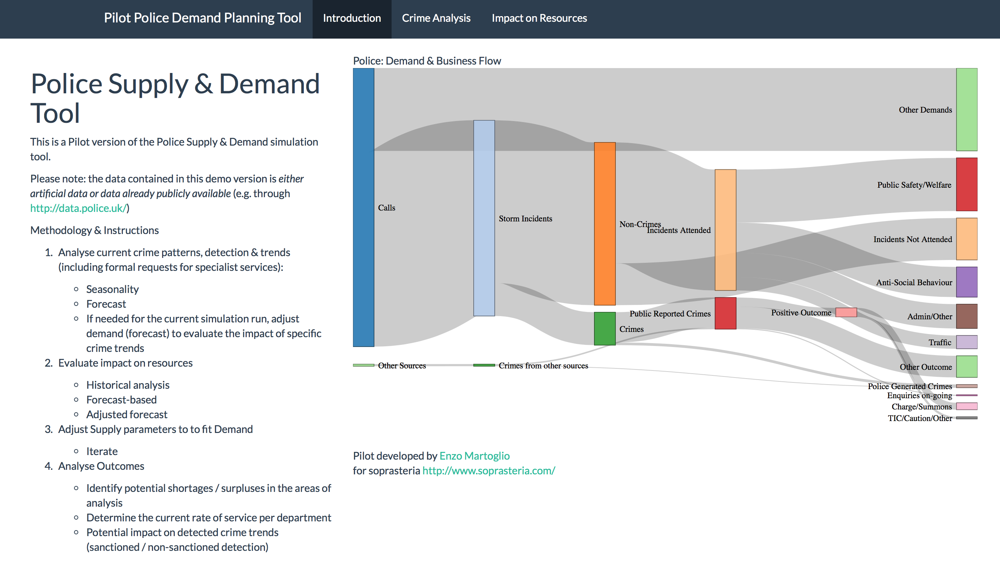 Pilot Police Demand Planning Tool Introduction Crime Analysis Impact on Resources
Police Supply & Demand
Tool
This is a Pilot version of the Police Supply & Demand simulation
tool.
Please note: the data contained in this demo version is either
artificial data or data already publicly available (e.g. through
http://data.police.uk/)
Methodology & Instructions
1. Analyse current crime patterns, detection & trends
(including formal requests for specialist services):
Seasonality
Forecast
If needed for the current simulation run, adjust
demand (forecast) to evaluate the impact of specific
crime trends
2. Evaluate impact on resources
Historical analysis
Forecast-based
Adjusted forecast
3. Adjust Supply parameters to to fit Demand
Iterate
4. Analyse Outcomes
Identify potential shortages / surpluses in the areas of
analysis
Determine the current rate of service per department
Potential impact on detected crime trends
(sanctioned / non-sanctioned detection)
Police: Demand & Business Flow
Calls
Other Sources
Storm Incidents
Crimes from other sources
Non-Crimes
Crimes
Incidents Attended
Public Reported Crimes
Positive Outcome
Other Demands
Public Safety/Welfare
Incidents Not Attended
Anti-Social Behaviour
Admin/Other
Traffic
Other Outcome
Police Generated Crimes
Enquiries on-going
Charge/Summons
TIC/Caution/Other
Pilot developed by Enzo Martoglio
for soprasteria http://www.soprasteria.com/